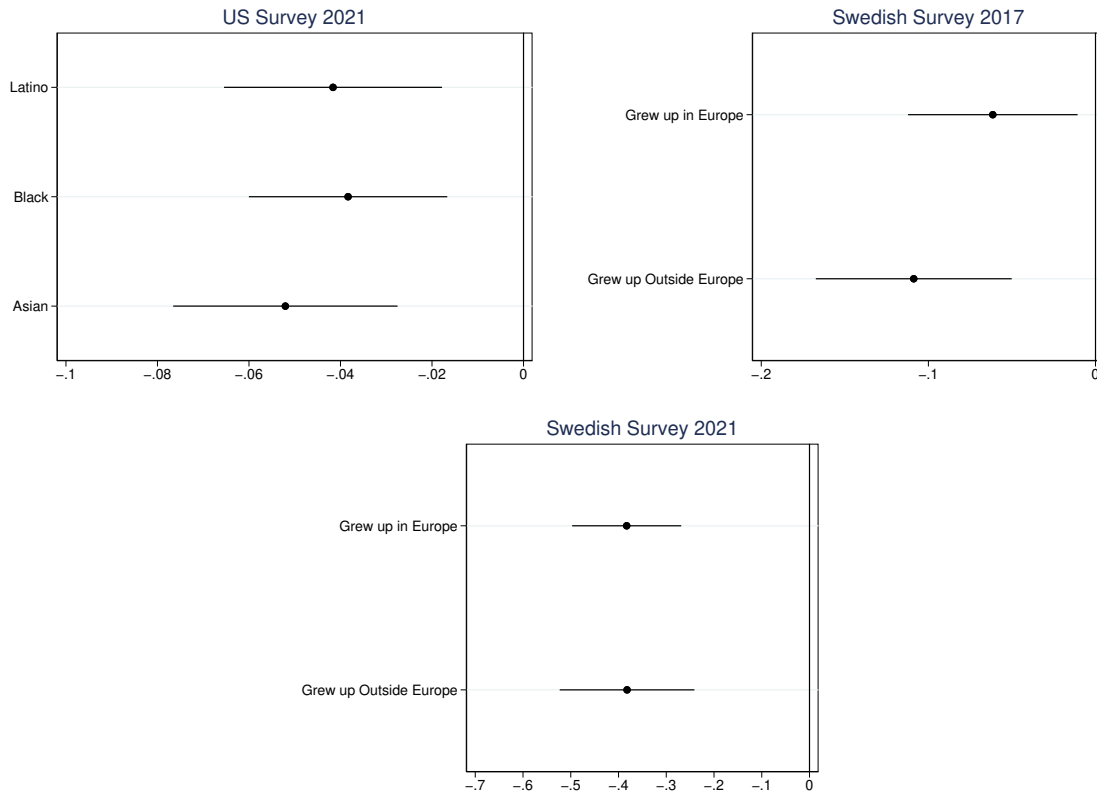 US Survey 2021
Latino
Black
Asian
-.1 -.08 -.06 -.04 -.02 0
Swedish Survey 2017
Grew up in Europe
Grew up Outside Europe
-.2 -.1 0
Swedish Survey 2021
Grew up in Europe
Grew up Outside Europe
-.7 -.6 -.5 -.4 -.3 -.2 -.1 0